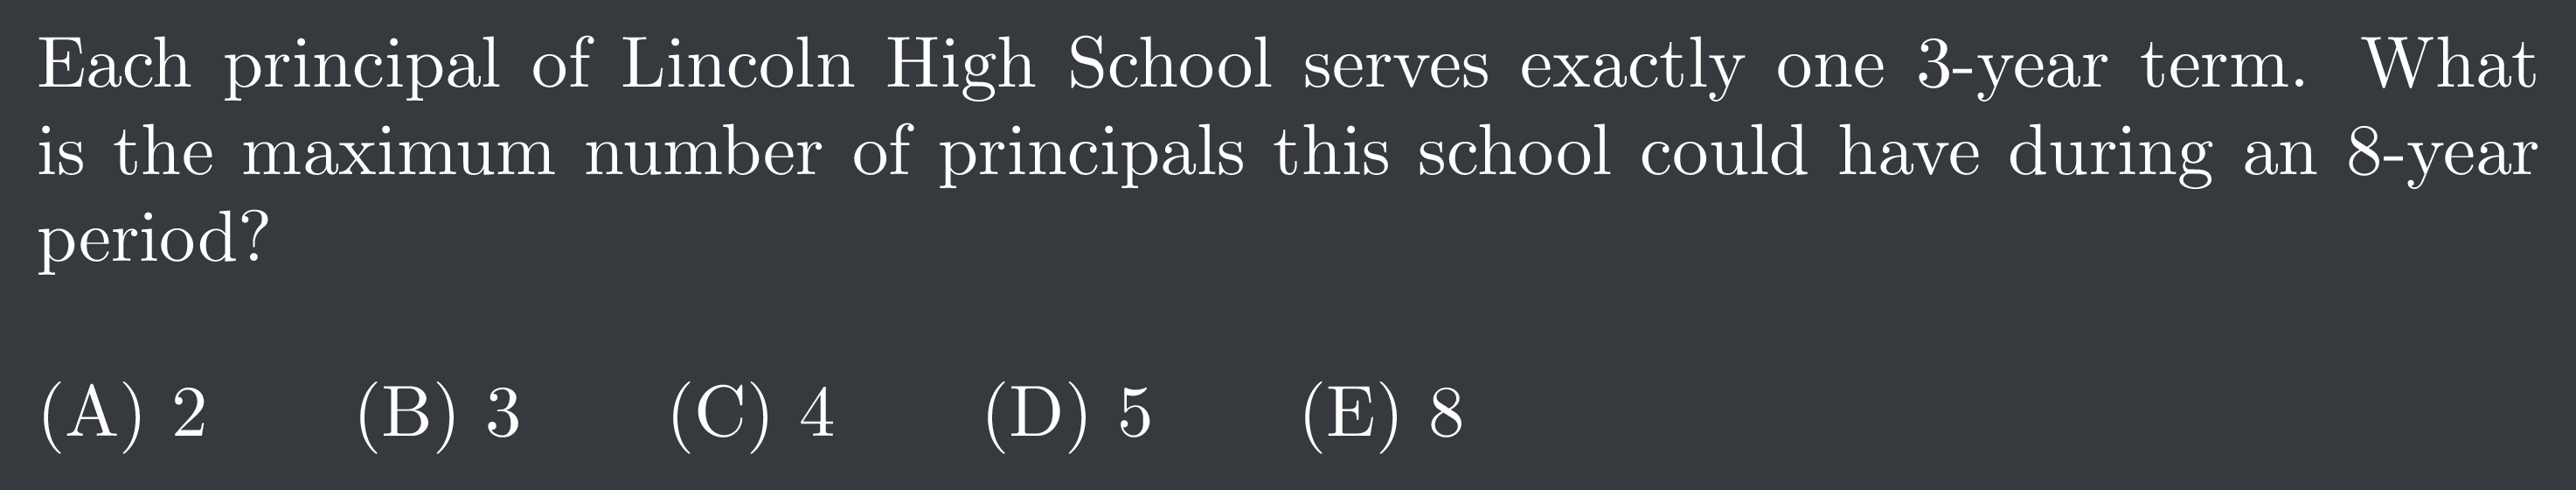 Each principal of Lincoln High School serves exactly one 3-year term. What
is the maximum number of principals this school could have during an 8-year
period?
(A) 2 (B) 3 (C) 4 (D) 5 (E) 8